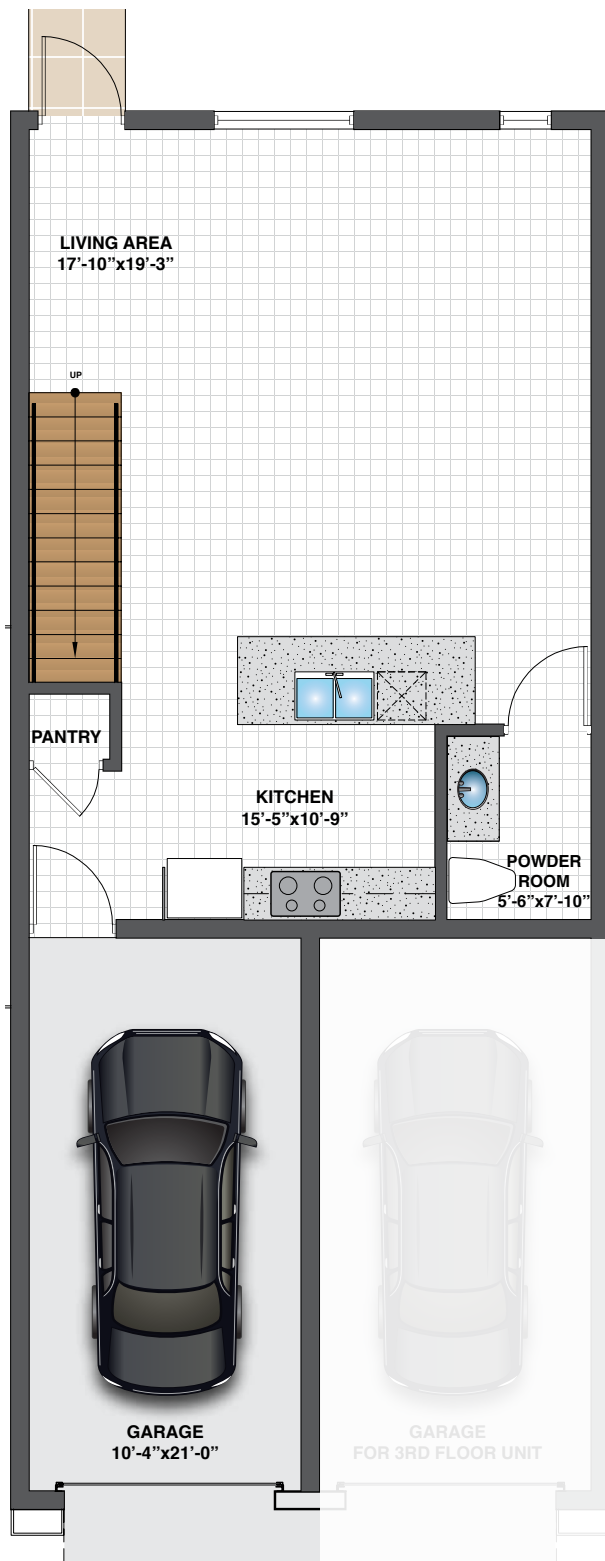 LIVING AREA
17’-10”x19’-3”
UP
PANTRY
KITCHEN
15’-5”x10’-9”
POWDER
ROOM
5’-6”x7’-10”
GARAGE
10’-4”x21’-0”
GARAGE
FOR 3RD FLOOR UNIT